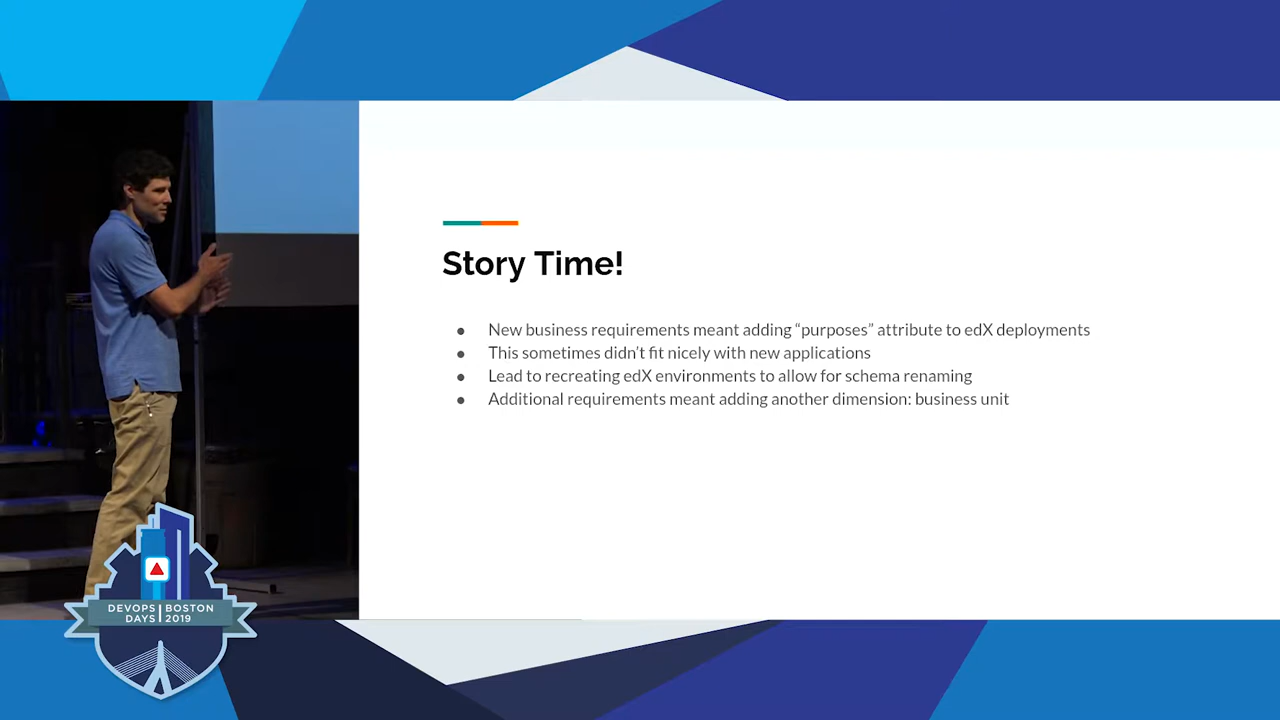 Story Time!
● New business requirements meant adding “purposes” attribute to edX deployments
● This sometimes didn’t fit nicely with new applications
● Lead to recreating edX environments to allow for schema renaming
● Additional requirements meant adding another dimension: business unit
DEVOPS BOSTON
DAYS 2019